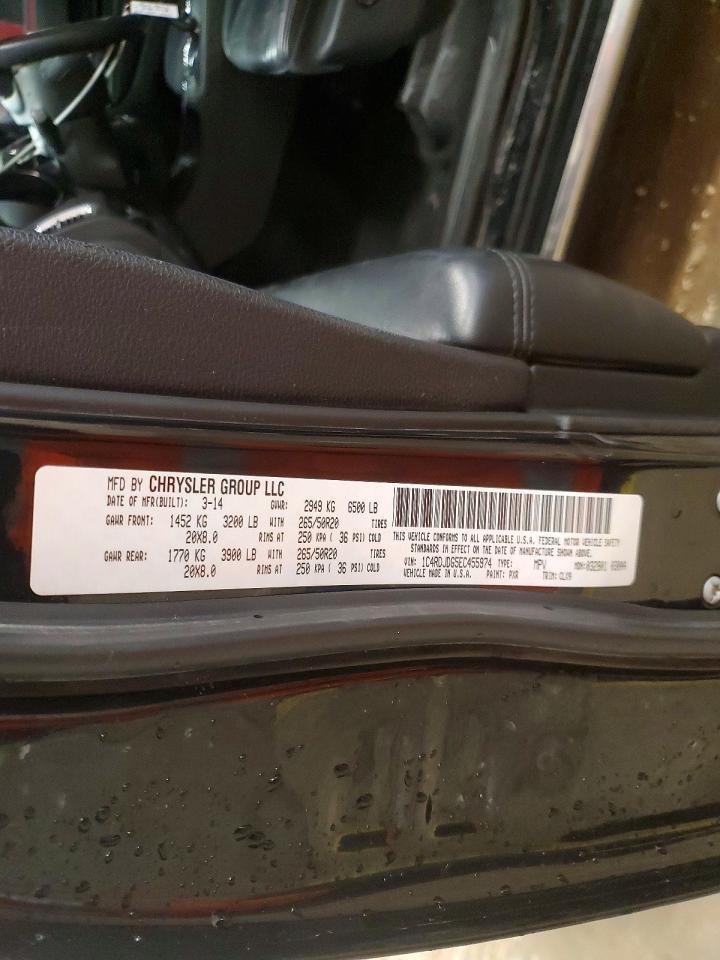 MFD BY CHRYSLER GROUP LLC
DATE OF MFR(BUILT): 3-14 GVWR: 2949 KG 6500 LB
GAWR FRONT: 1452 KG 3200 LB WITH 265/50R20 TIRES
20X8.0 RIMS AT 250 KPA ( 36 PSI) COLD
GAWR REAR: 1770 KG 3900 LB WITH 265/50R20 TIRES
20X8.0 RIMS AT 250 KPA ( 36 PSI) COLD
THIS VEHICLE CONFORMS TO ALL APPLICABLE U.S.A. FEDERAL MOTOR VEHICLE SAFETY
STANDARDS IN EFFECT ON THE DATE OF MANUFACTURE SHOWN ABOVE.
VIN: 1C4RDJDG5EC455974 TYPE: MPV MDH:
VEHICLE MADE IN U.S.A. PAINT: PXR TRIM: